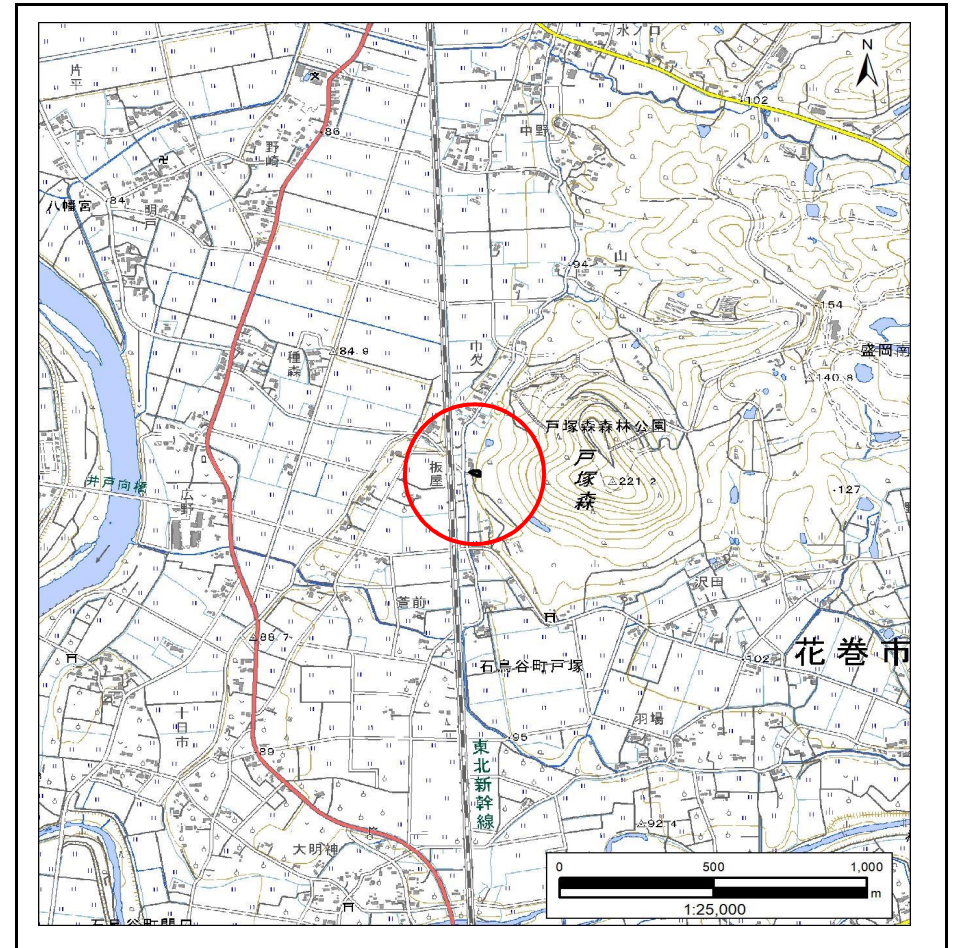 水ノ口
N
片平
102
中野
86
野崎
八幡宮
84
明戸
山子
94
154
中欠
盛岡南
種森
84.9
140.8
戸塚森森林公園
板屋
戸塚森
221.2
127
井戸向橋
広野
沢田
萱前
88.7
花巻市
石鳥谷町戸塚
102
十日市
羽場
95
89
東北新幹線
92.4
大明神
0 500 1,000
m
1:25,000